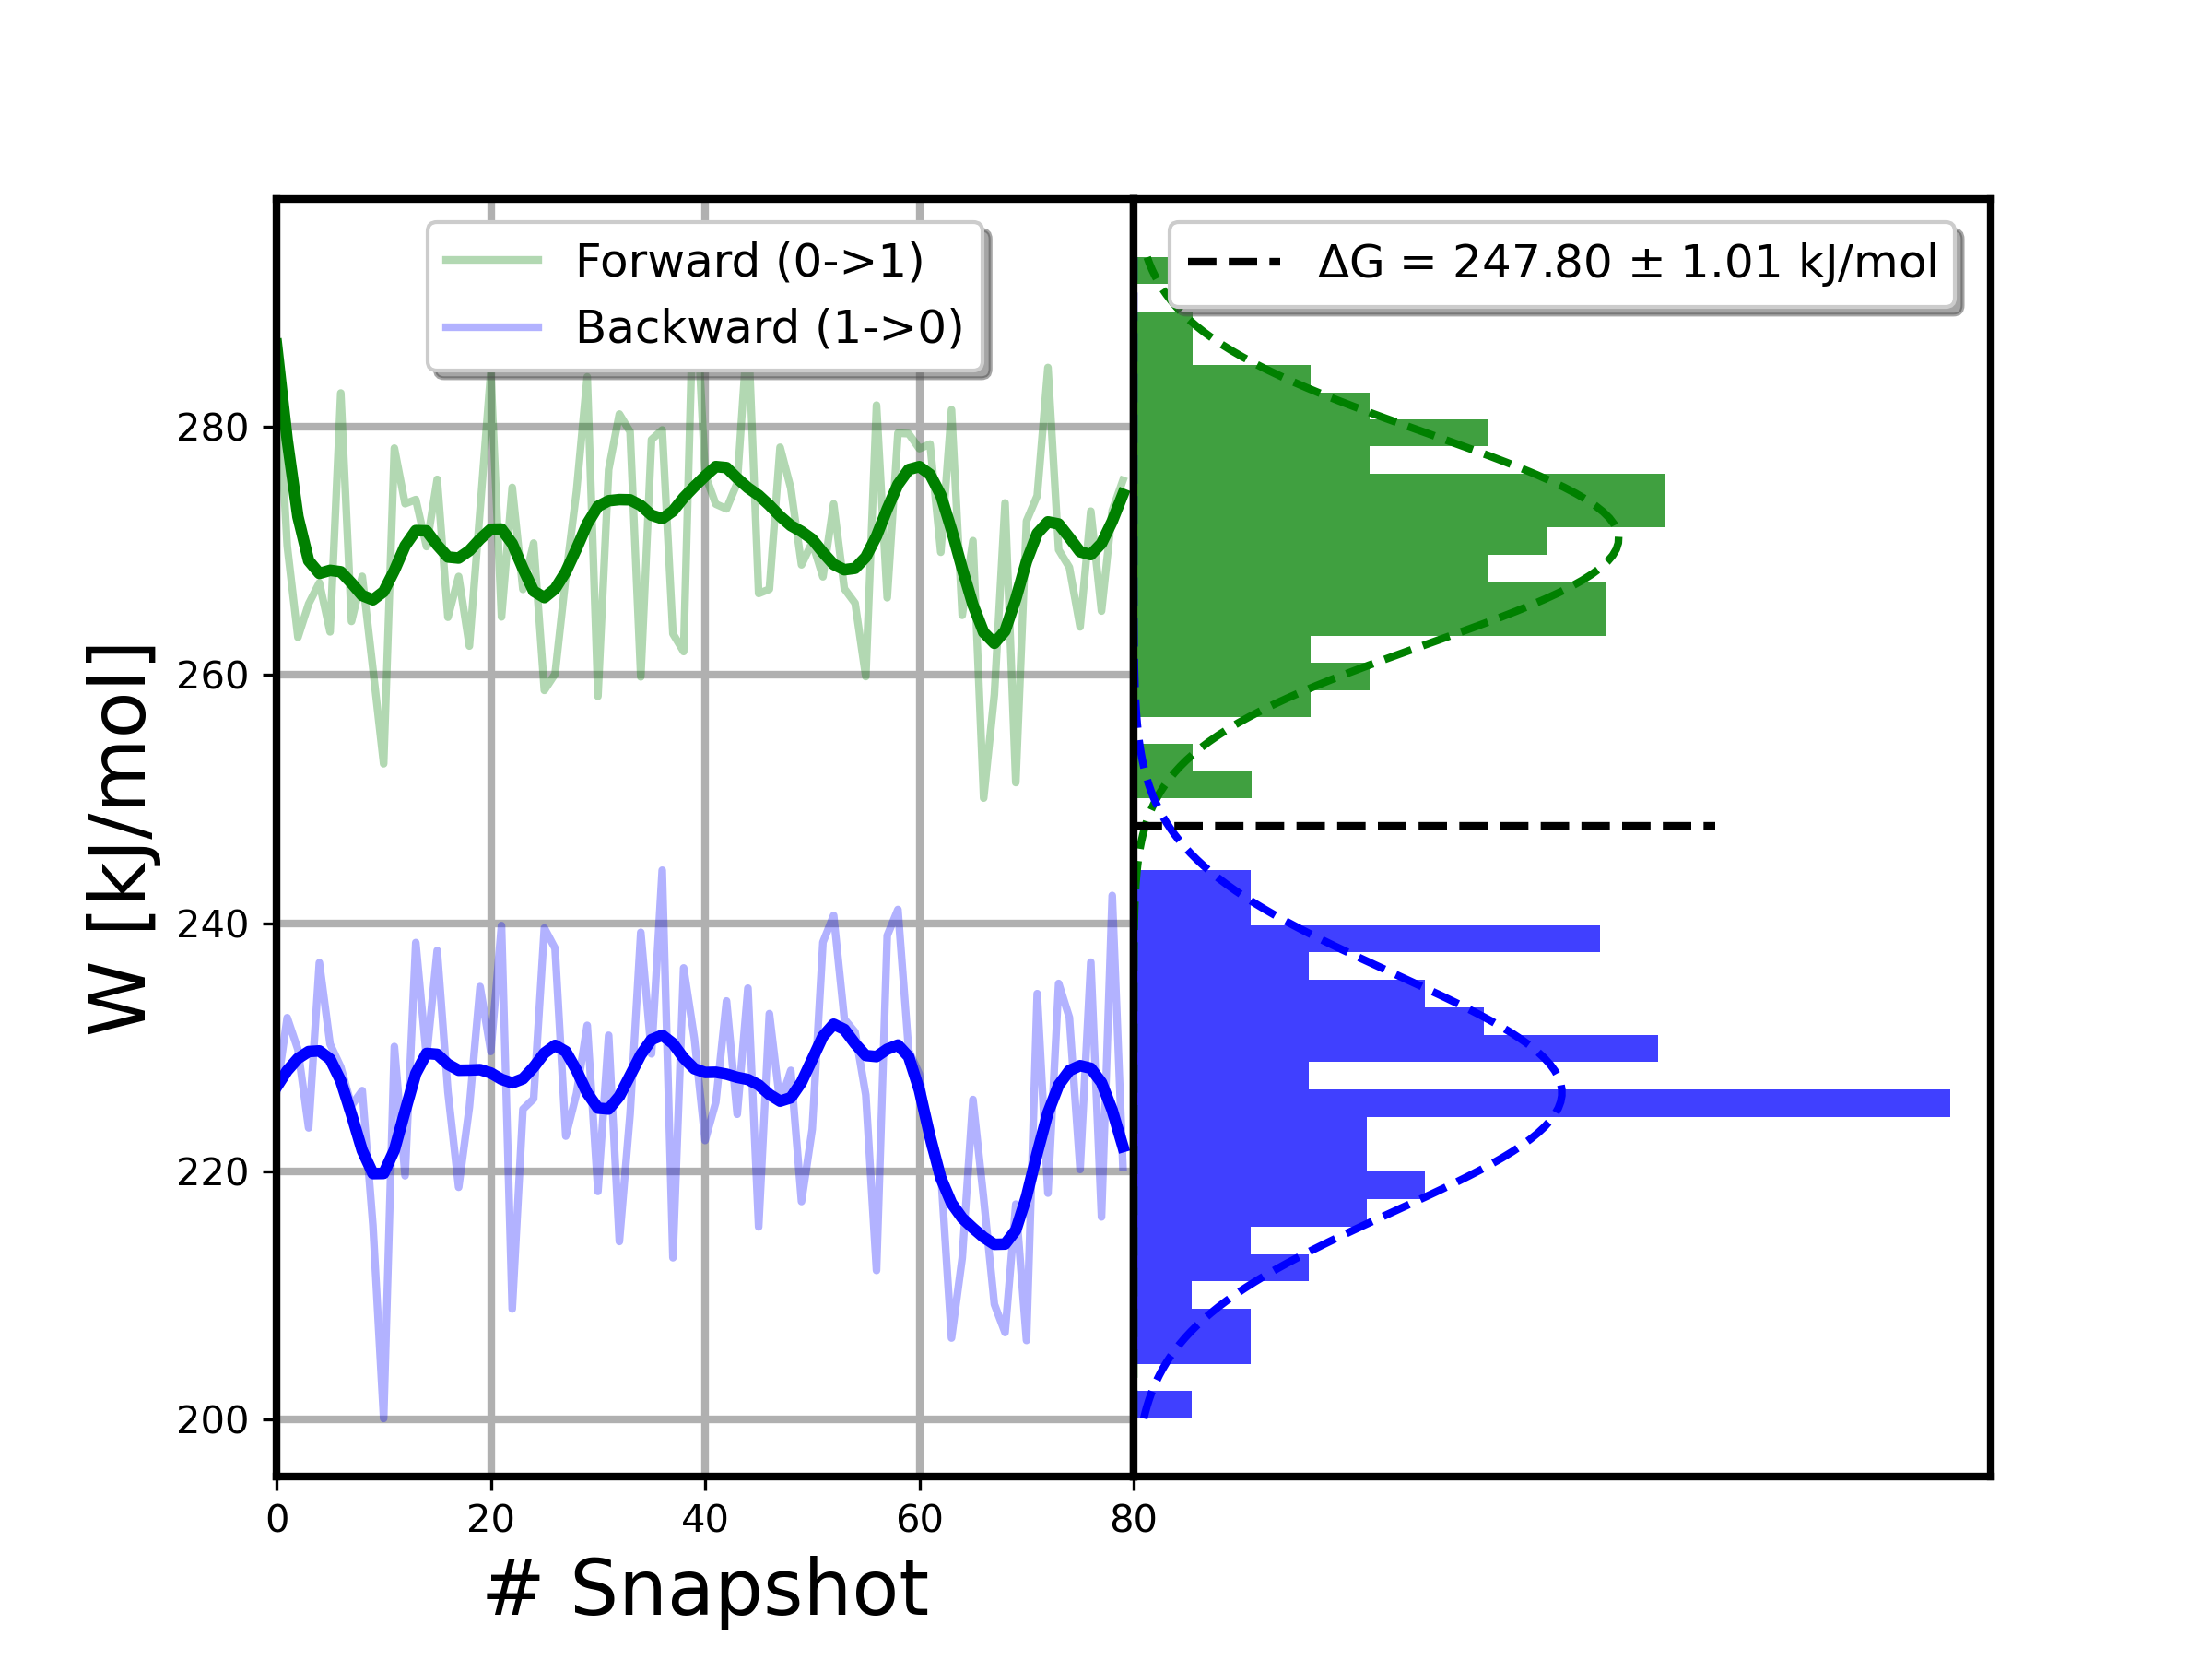 Forward (0->1)
Backward (1->0)
ΔG = 247.80 ± 1.01 kJ/mol
W [kJ/mol]
280
260
240
220
200
0 20 40 60 80
# Snapshot